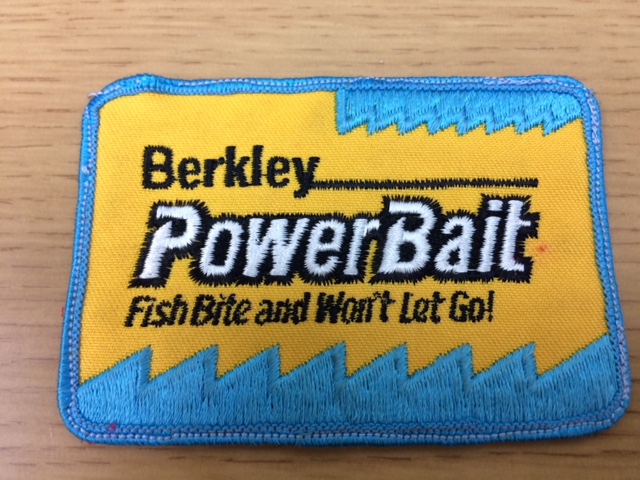 Berkley
PowerBait
Fish Bite and Won't Let Go!